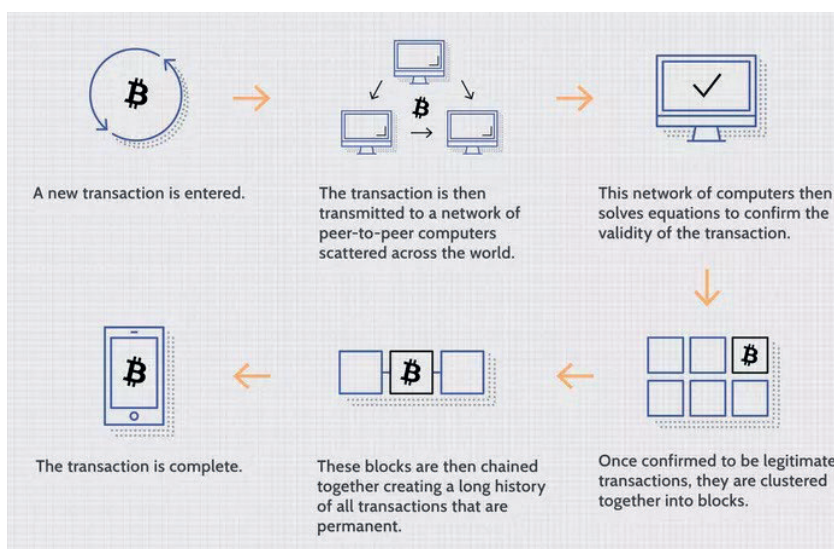 A new transaction is entered.
The transaction is then
transmitted to a network of
peer-to-peer computers
scattered across the world.
This network of computers then
solves equations to confirm the
validity of the transaction.
Once confirmed to be legitimate
transactions, they are clustered
together into blocks.
These blocks are then chained
together creating a long history
of all transactions that are
permanent.
The transaction is complete.